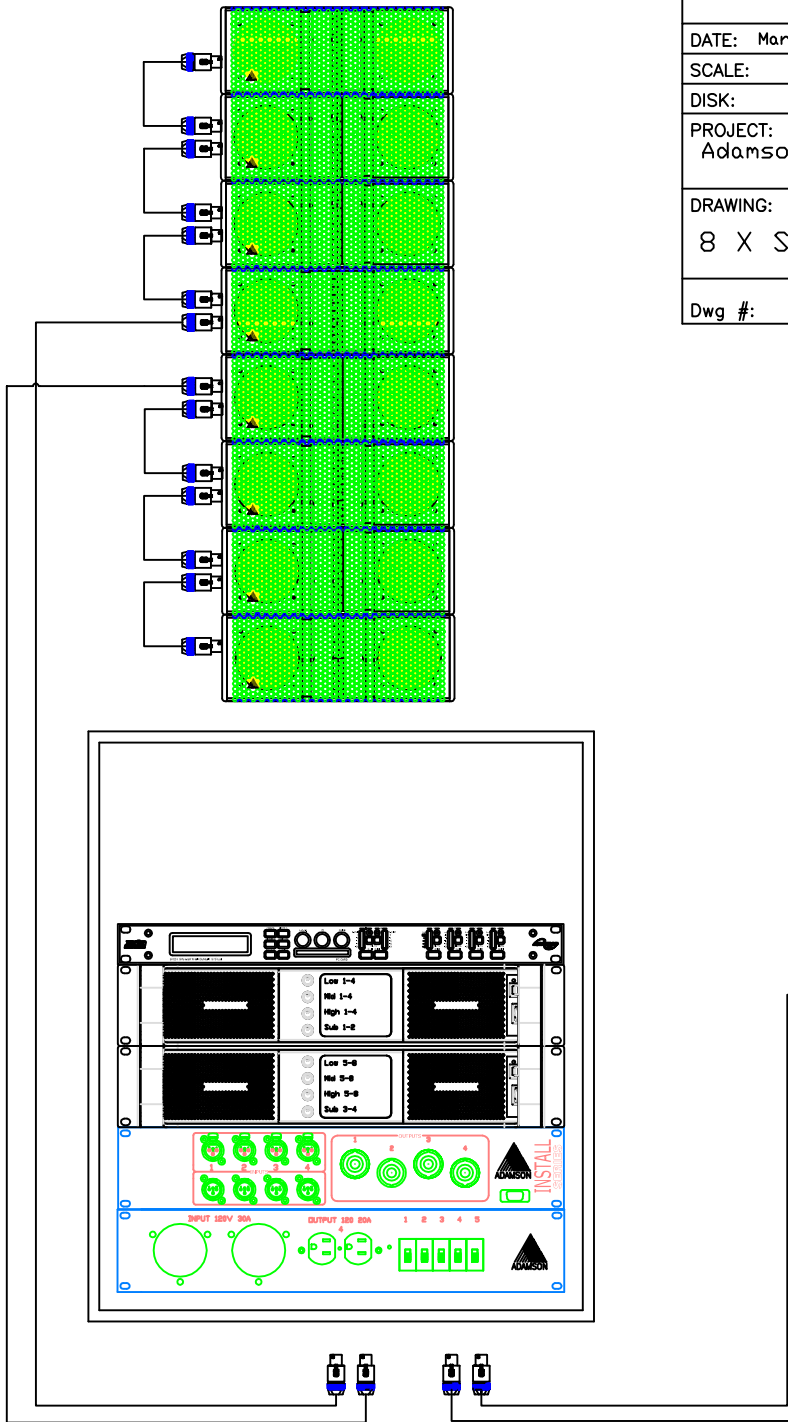 DATE: Mar
SCALE:
DISK:
PROJECT:
Adamso
DRAWING:
8 X S
Dwg #:
Low 1-4
Mid 1-4
High 1-4
Sub 1-2
Low 5-8
Mid 5-8
High 5-8
Sub 3-4
1 2 3 4
OUTPUTS
1 2 3 4
ADAMSON
INSTALL
INPUT 120V 30A
OUTPUT 120 20A
4
1 2 3 4 5
ADAMSON